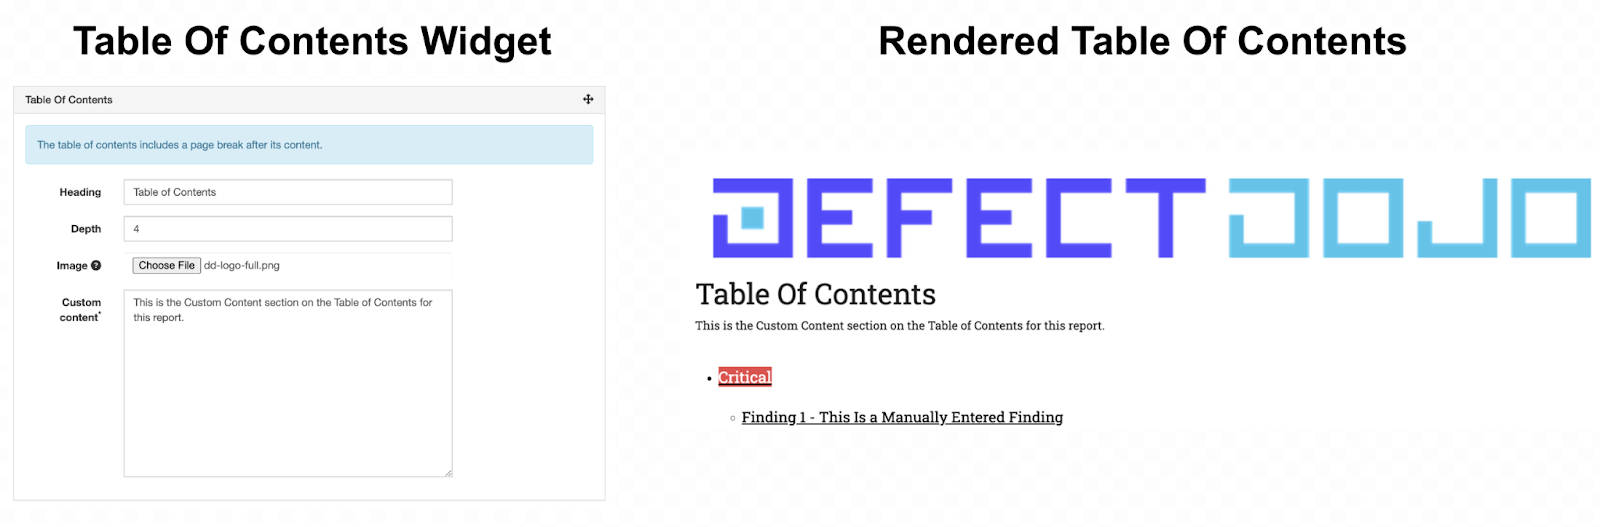 Table Of Contents Widget
Table Of Contents
The table of contents includes a page break after its content.
Heading
Table of Contents
Depth
4
Image ?
Choose File dd-logo-full.png
Custom
content*
This is the Custom Content section on the Table of Contents for
this report.
Rendered Table Of Contents
DEFECT DOJO
Table Of Contents
This is the Custom Content section on the Table of Contents for this report.
Critical
Finding 1 - This Is a Manually Entered Finding